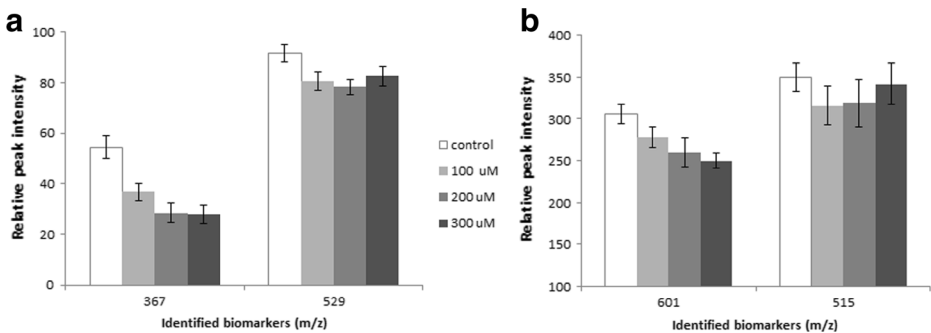 a
Relative peak intensity
100
80
60
40
20
0
367
529
Identified biomarkers (m/z)
control
100 uM
200 uM
300 uM
b
Relative peak intensity
400
350
300
250
200
150
100
601
515
Identified biomarkers (m/z)